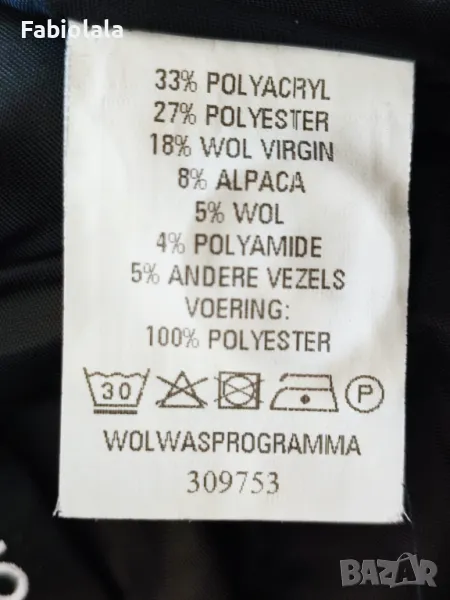 Fabiolala
33% POLYACRYL
27% POLYESTER
18% WOL VIRGIN
8% ALPACA
5% WOL
4% POLYAMIDE
5% ANDERE VEZELS
VOERING:
100% POLYESTER
30 P
WOLWASPROGRAMMA
309753
BAZAR